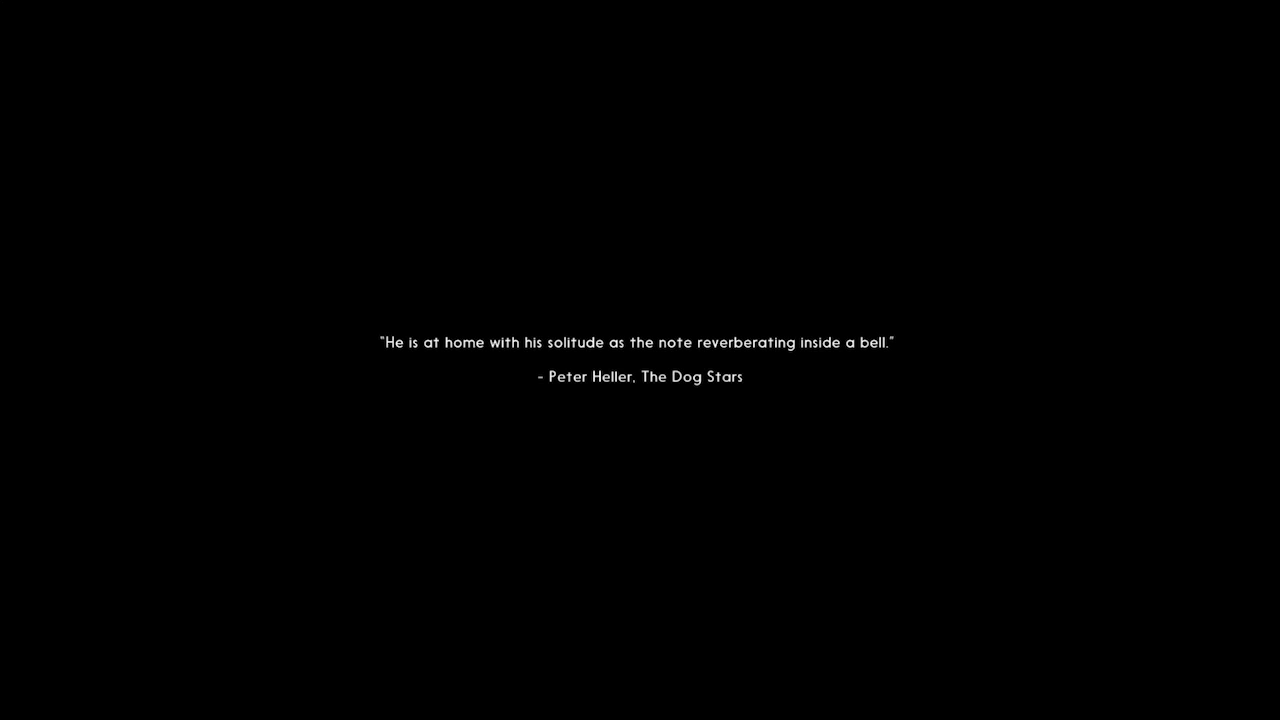 "He is at home with his solitude as the note reverberating inside a bell."
- Peter Heller, The Dog Stars